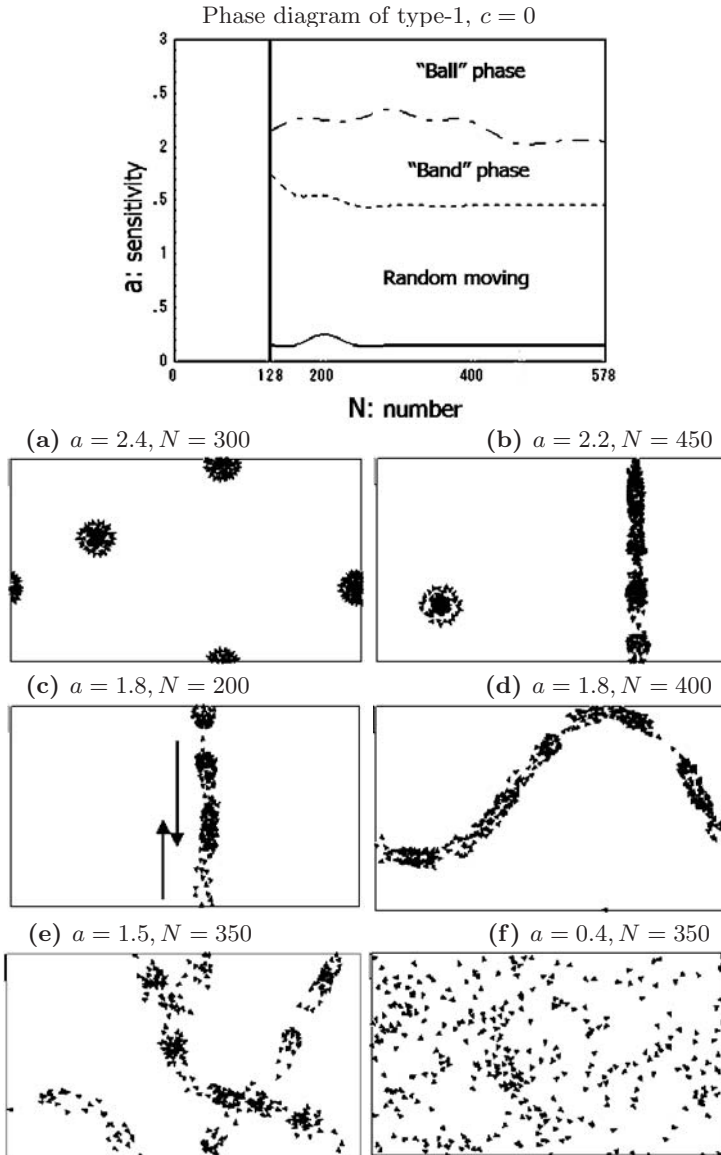 Phase diagram of type-1, c = 0
3
"Ball" phase
.5
2
"Band" phase
.5
a: sensitivity
1
Random moving
.5
0
0 128 200 400 578
N: number
(a) a = 2.4, N = 300 (b) a = 2.2, N = 450
(c) a = 1.8, N = 200 (d) a = 1.8, N = 400
(e) a = 1.5, N = 350 (f) a = 0.4, N = 350